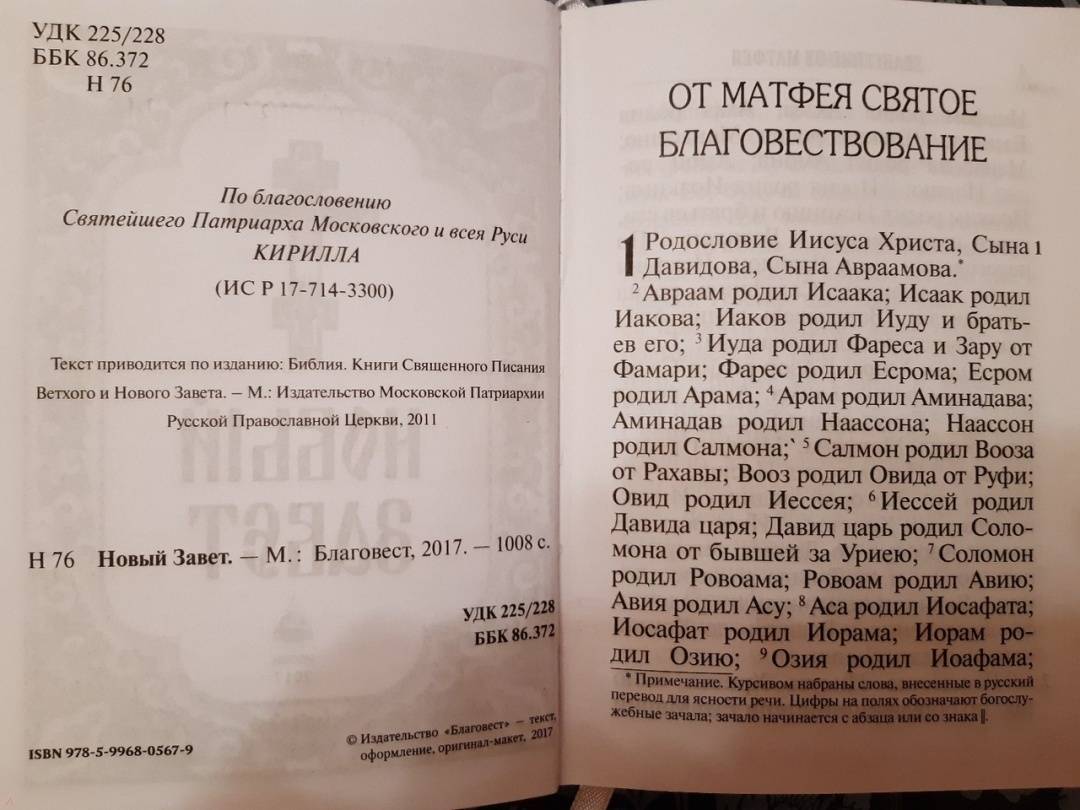 УДК 225/228
ББК 86.372
Н 76
По благословению
Святейшего Патриарха Московского и всея Руси
КИРИЛЛА
(ИС Р 17-714-3300)
Текст приводится по изданию: Библия. Книги Священного Писания
Ветхого и Нового Завета. – М.: Издательство Московской Патриархии
Русской Православной Церкви, 2011
Н 76 Новый Завет. — М.: Благовест, 2017. — 1008 с.
УДК 225/228
ББК 86.372
© Издательство «Благовест» — текст,
оформление, оригинал-макет, 2017
ISBN 978-5-9968-0567-9
ОТ МАТФЕЯ СВЯТОЕ
БЛАГОВЕСТВОВАНИЕ
1 Родословие Иисуса Христа, Сына 1
Давидова, Сына Авраамова.*
2 Авраам родил Исаака; Исаак родил
Иакова; Иаков родил Иуду и брать-
ев его; 3 Иуда родил Фареса и Зару от
Фамари; Фарес родил Есрома; Есром
родил Арама; 4 Арам родил Аминадава;
Аминадав родил Наассона; Наассон
родил Салмона; 5 Салмон родил Вооза
от Рахавы; Вооз родил Овида от Руфи;
Овид родил Иессея; 6 Иессей родил
Давида царя; Давид царь родил Соло-
мона от бывшей за Уриею; 7 Соломон
родил Ровоама; Ровоам родил Авию;
Авия родил Асу; 8 Аса родил Иосафата;
Иосафат родил Иорама; Иорам ро-
дил Озию; 9 Озия родил Иоафама;
* Примечание. Курсивом набраны слова, внесенные в русский
перевод для ясности речи. Цифры на полях обозначают богослу-
жебные зачала; зачало начинается с абзаца или со знака ‖.